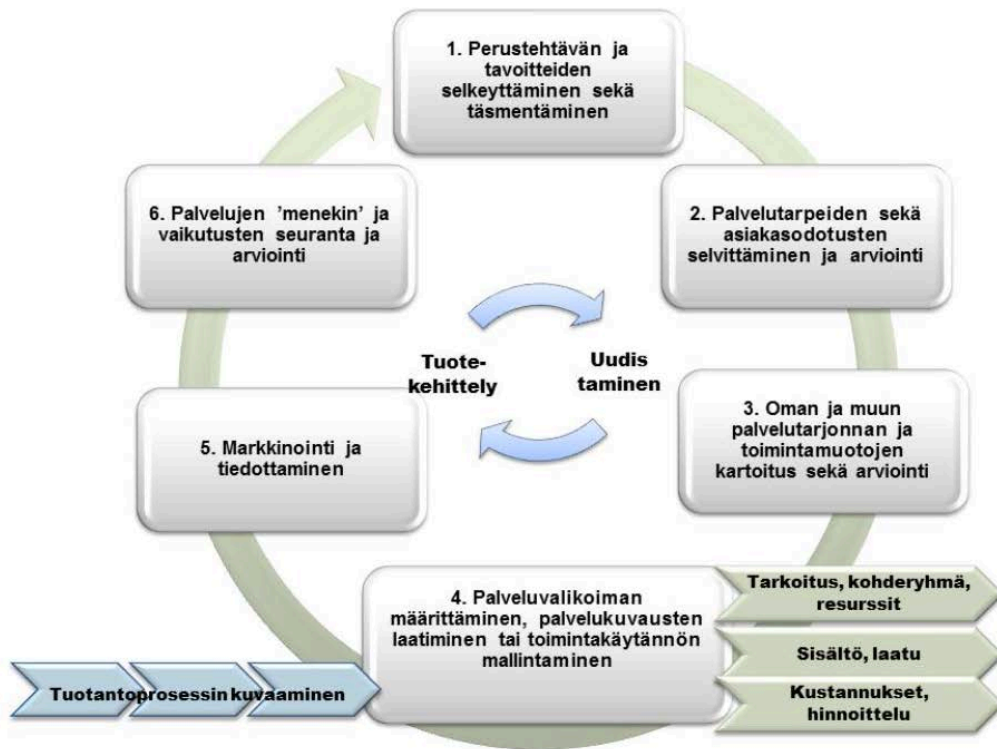 1. Perustehtävän ja
tavoitteiden
selkeyttäminen sekä
täsmentäminen
2. Palvelutarpeiden sekä
asiakasodotusten
selvittäminen ja arviointi
3. Oman ja muun
palvelutarjonnan ja
toimintamuotojen
kartoitus sekä arviointi
4. Palveluvalikoiman
määrittäminen, palvelukuvausten
laatiminen tai toimintakäytännön
mallintaminen
Tarkoitus, kohderyhmä,
resurssit
Sisältö, laatu
Kustannukset,
hinnoittelu
Tuotantoprosessin kuvaaminen
5. Markkinointi ja
tiedottaminen
6. Palvelujen ’menekin’ ja
vaikutusten seuranta ja
arviointi
Tuote-
kehittely
Uudis
taminen